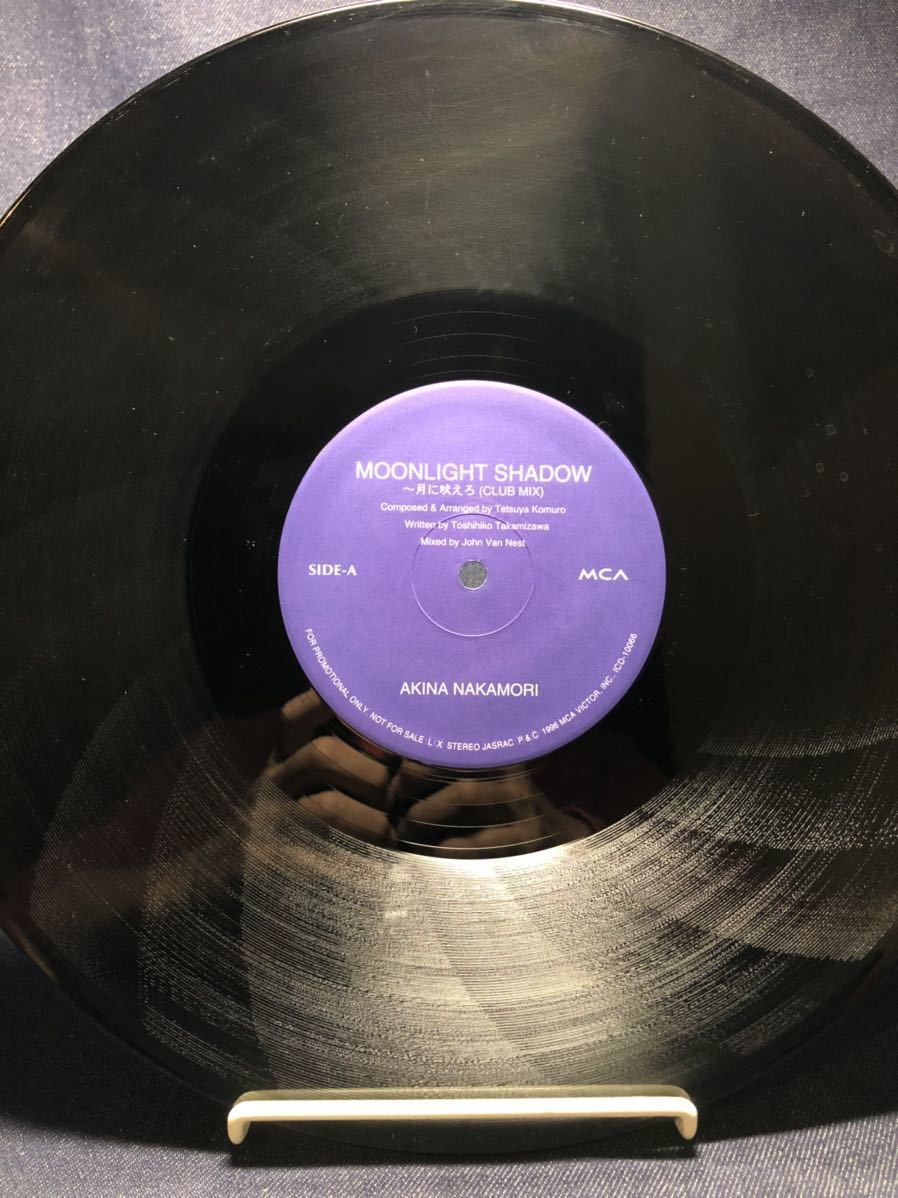 MOONLIGHT SHADOW
～月に吠えろ (CLUB MIX)
Composed & Arranged by Tetsuya Komuro
Written by Toshihiko Takamizawa
Mixed by John Van Nest
SIDE-A
MCA
AKINA NAKAMORI
FOR PROMOTIONAL ONLY, NOT FOR SALE STEREO JASRAC P & C 1996 MCA VICTOR, INC., ICD-10066